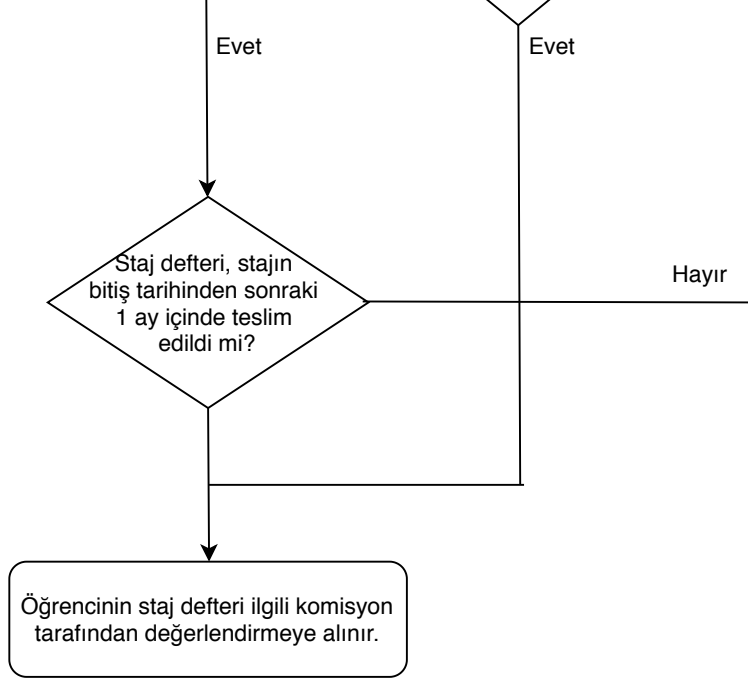 Evet
Evet
Staj defteri, stajın
bitiş tarihinden sonraki
1 ay içinde teslim
edildi mi?
Hayır
Öğrencinin staj defteri ilgili komisyon
tarafından değerlendirmeye alınır.